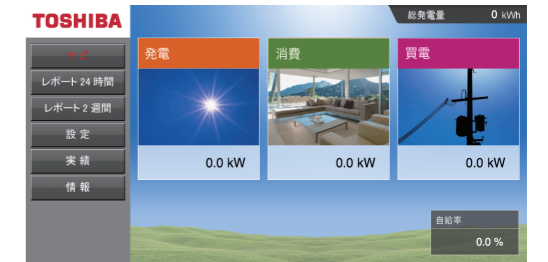 TOSHIBA
総発電量 0 kWh
レポート 24 時間
レポート 2 週間
設 定
実 績
情 報
発電
0.0 kW
消費
0.0 kW
買電
0.0 kW
自給率
0.0 %